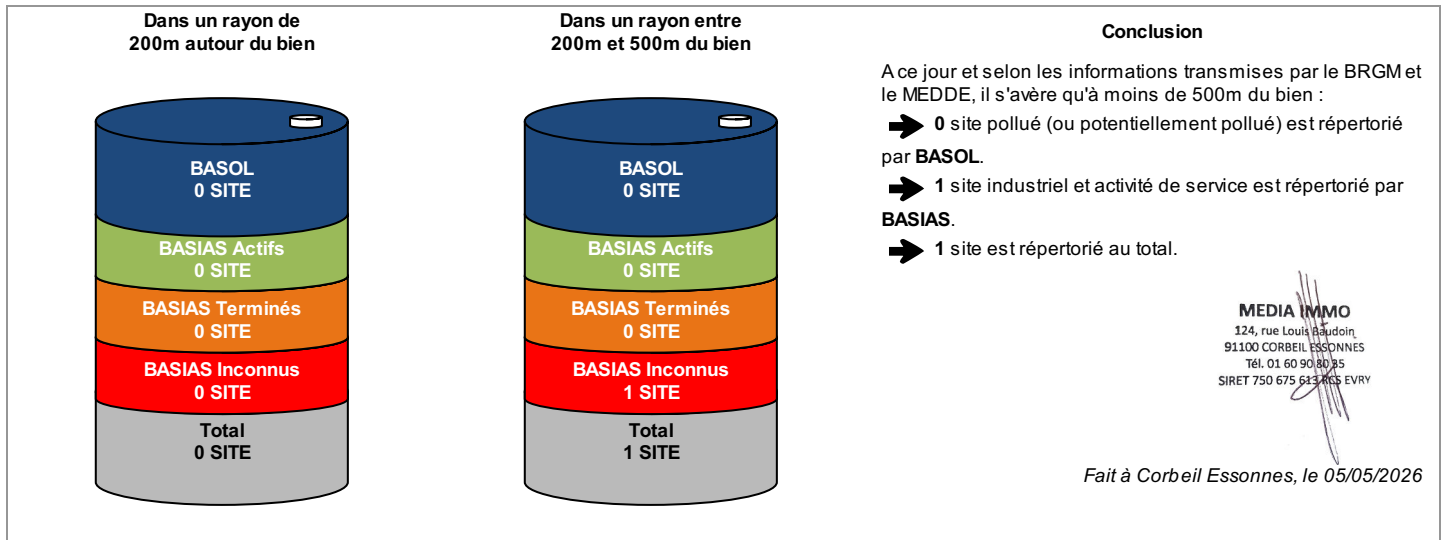 Dans un rayon de
200m autour du bien
BASOL
0 SITE
BASIAS Actifs
0 SITE
BASIAS Terminés
0 SITE
BASIAS Inconnus
0 SITE
Total
0 SITE
Dans un rayon entre
200m et 500m du bien
BASOL
0 SITE
BASIAS Actifs
0 SITE
BASIAS Terminés
0 SITE
BASIAS Inconnus
1 SITE
Total
1 SITE
Conclusion
A ce jour et selon les informations transmises par le BRGM et
le MEDDE, il s'avère qu'à moins de 500m du bien :
0 site pollué (ou potentiellement pollué) est répertorié
par BASOL.
1 site industriel et activité de service est répertorié par
BASIAS.
1 site est répertorié au total.
MEDIA IMMO
124, rue Louis Baudoin
91100 CORBEIL ESSONNES
Tél. 01 60 90 80 85
SIRET 750 675 613 RCS EVRY
Fait à Corbeil Essonnes, le 05/05/2026